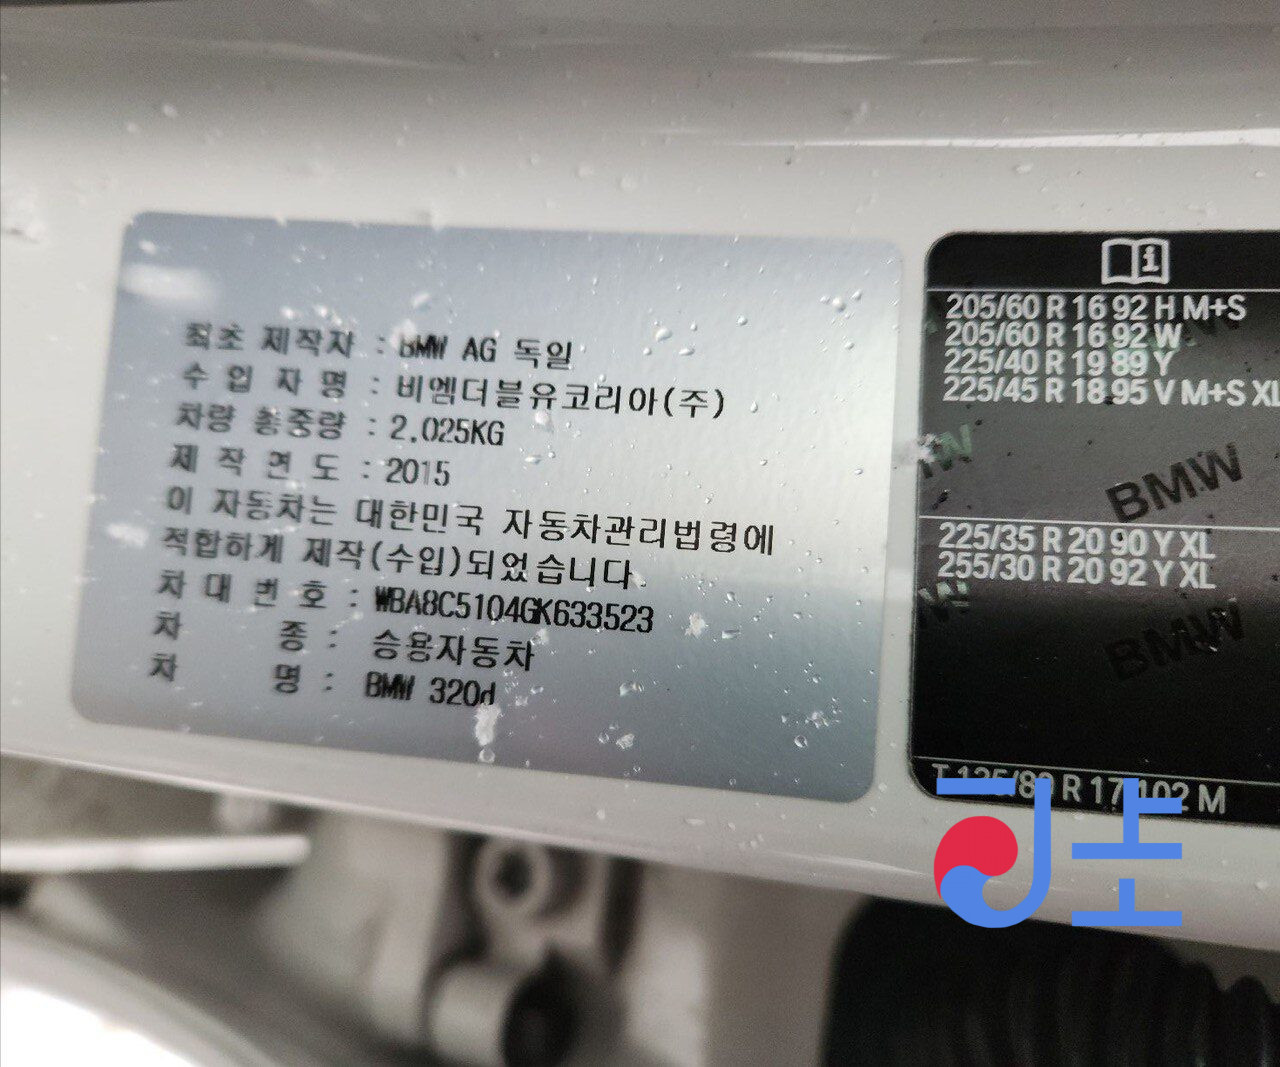 최초 제작자 : BMW AG 독일
수입자명 : 비엠더블유코리아(주)
차량 총중량 : 2.025KG
제작연도 : 2015
이 자동차는 대한민국 자동차관리법령에
적합하게 제작(수입)되었습니다.
차대번호 : WBA8C5104GK633523
차 종 : 승용자동차
차 명 : BMW 320d
205/60 R 16 92 H M+S
205/60 R 16 92 W
225/40 R 19 89 Y
225/45 R 18 95 V M+S XL
BMW
225/35 R 20 90 Y XL
255/30 R 20 92 Y XL
BMW
R 17 102 M